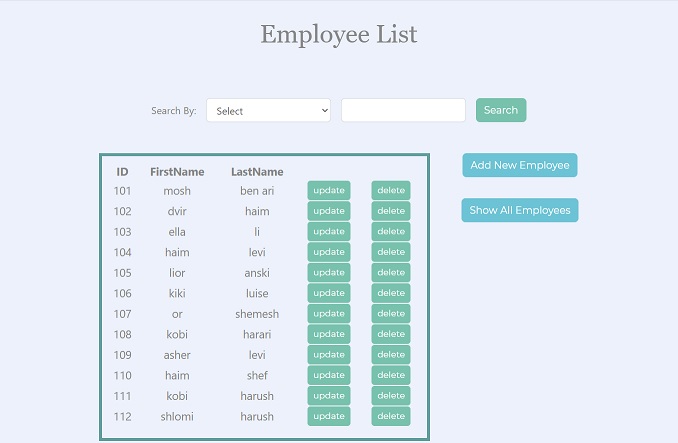 Employee List
Search By: Select Search
ID FirstName LastName
101 mosh ben ari update delete
102 dvir haim update delete
103 ella li update delete
104 haim levi update delete
105 lior anski update delete
106 kiki luise update delete
107 or shemesh update delete
108 kobi harari update delete
109 asher levi update delete
110 haim shef update delete
111 kobi harush update delete
112 shlomi harush update delete
Add New Employee
Show All Employees